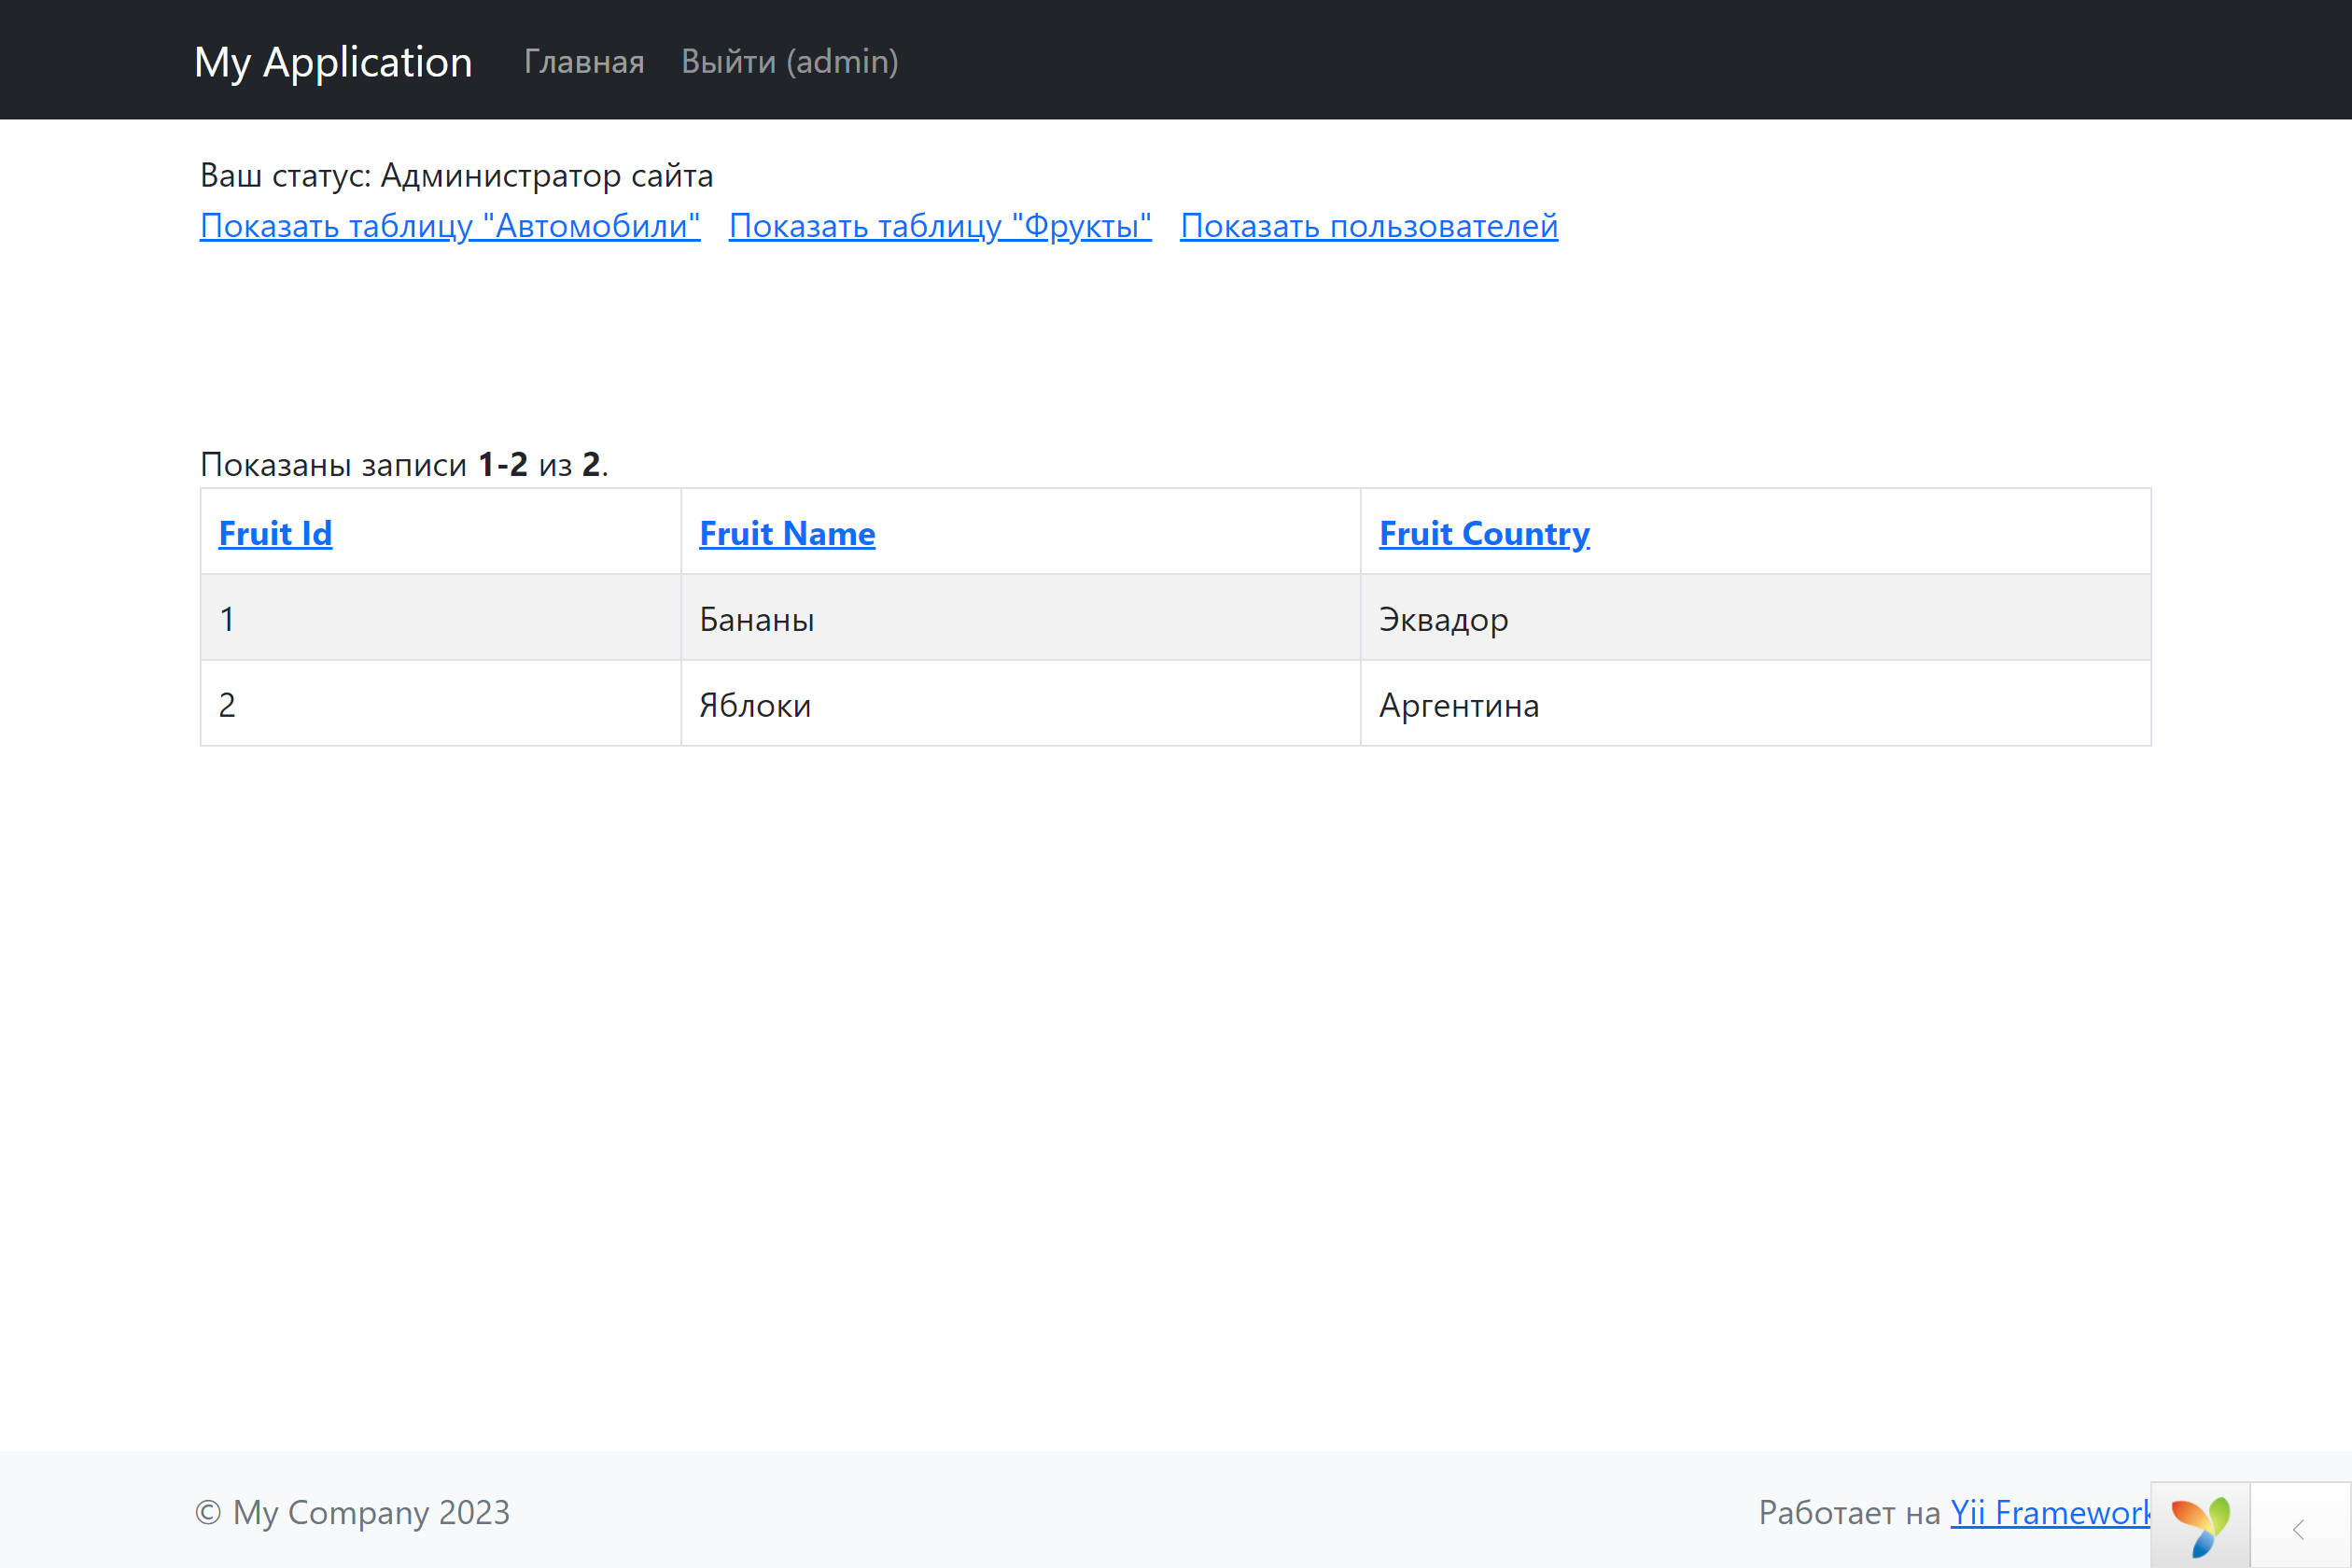 My Application Главная Выйти (admin)
Ваш статус: Администратор сайта
Показать таблицу "Автомобили" Показать таблицу "Фрукты" Показать пользователей
Показаны записи 1-2 из 2.
Fruit Id Fruit Name Fruit Country
1 Бананы Эквадор
2 Яблоки Аргентина
© My Company 2023 Работает на Yii Framework